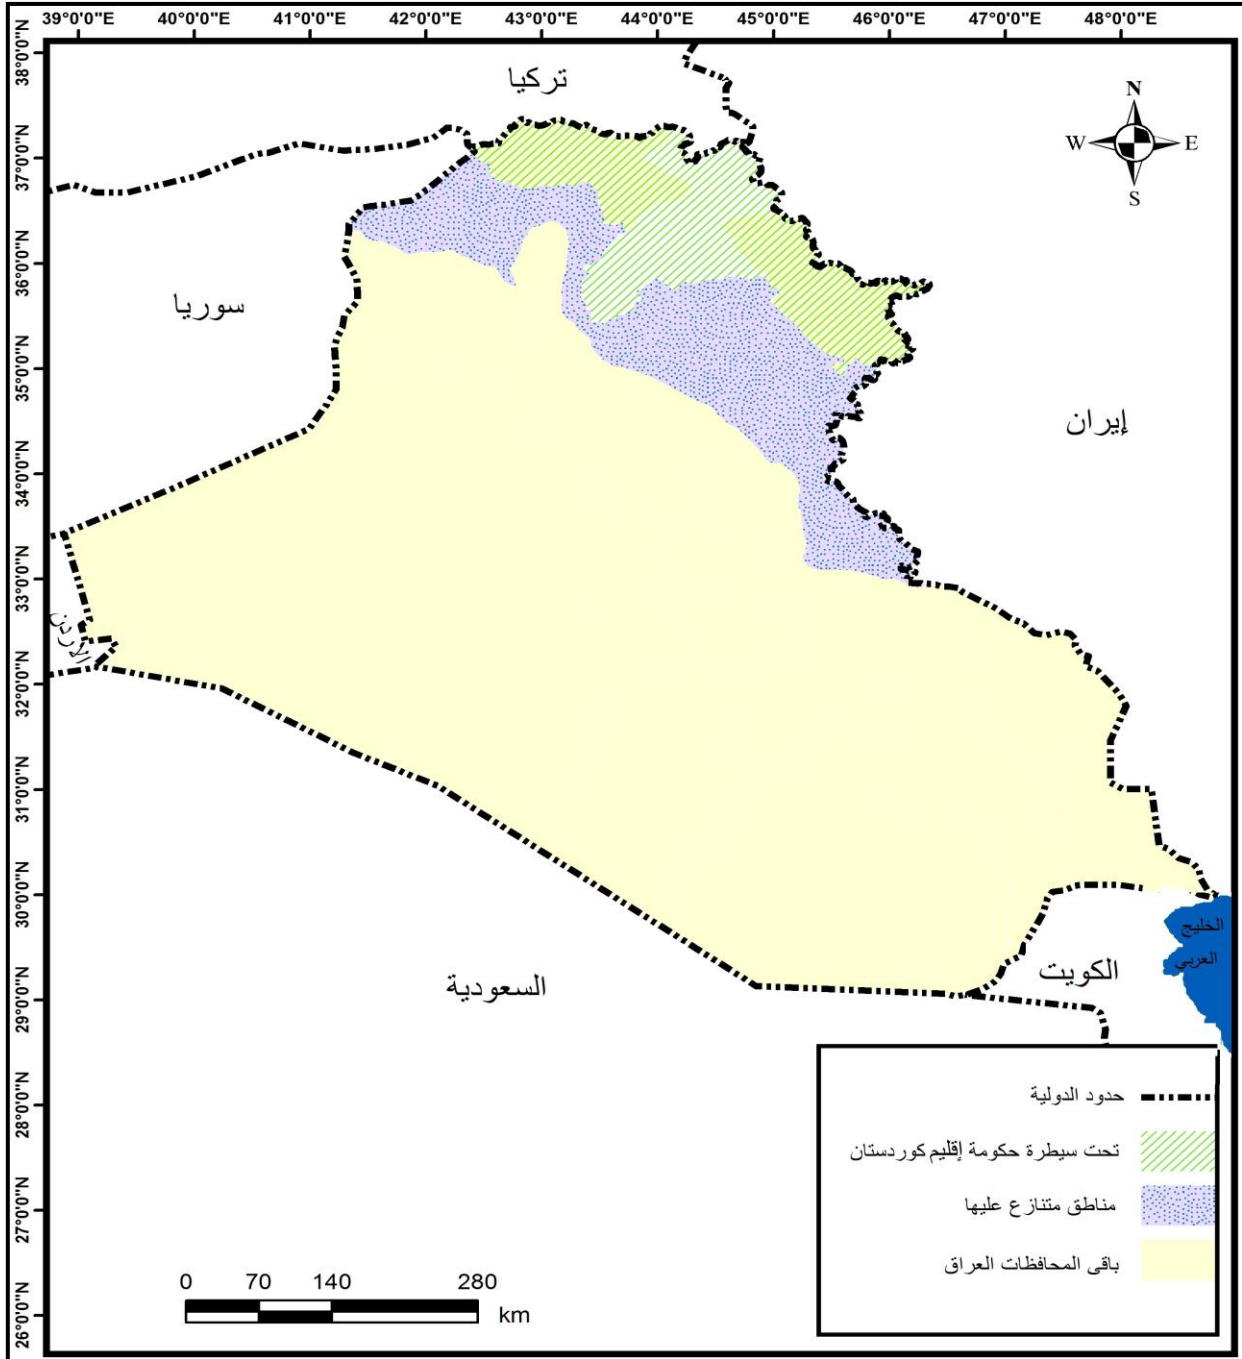 39°0'0"E 40°0'0"E 41°0'0"E 42°0'0"E 43°0'0"E 44°0'0"E 45°0'0"E 46°0'0"E 47°0'0"E 48°0'0"E
38°0'0"N
37°0'0"N
36°0'0"N
35°0'0"N
34°0'0"N
33°0'0"N
32°0'0"N
31°0'0"N
30°0'0"N
29°0'0"N
28°0'0"N
27°0'0"N
26°0'0"N
تركيا
N
W E
S
سوريا
إيران
الاردن
الخليج
العربي
الكويت
السعودية
حدود الدولية
تحت سيطرة حكومة إقليم كوردستان
مناطق متنازع عليها
باقى المحافظات العراق
0 70 140 280
km